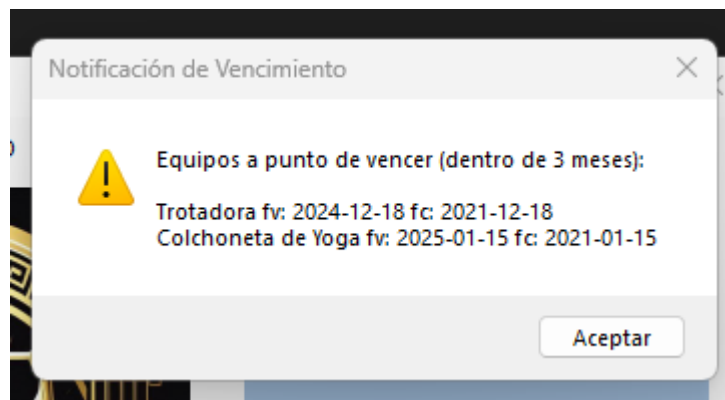 Notificación de Vencimiento
Equipos a punto de vencer (dentro de 3 meses):
Trotadora fv: 2024-12-18 fc: 2021-12-18
Colchoneta de Yoga fv: 2025-01-15 fc: 2021-01-15
Aceptar